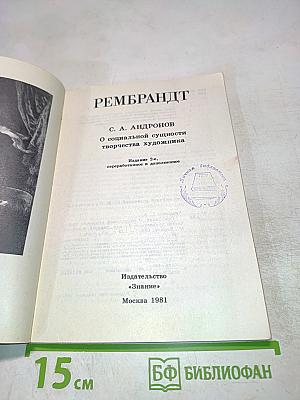 РЕМБРАНДТ
С. А. АНДРОНОВ
О социальной сущности
творчества художника
Издание 2-е,
переработанное и дополненное
Издательство
«Знание»
Москва 1981
15 см
БФ БИБЛИОФАН